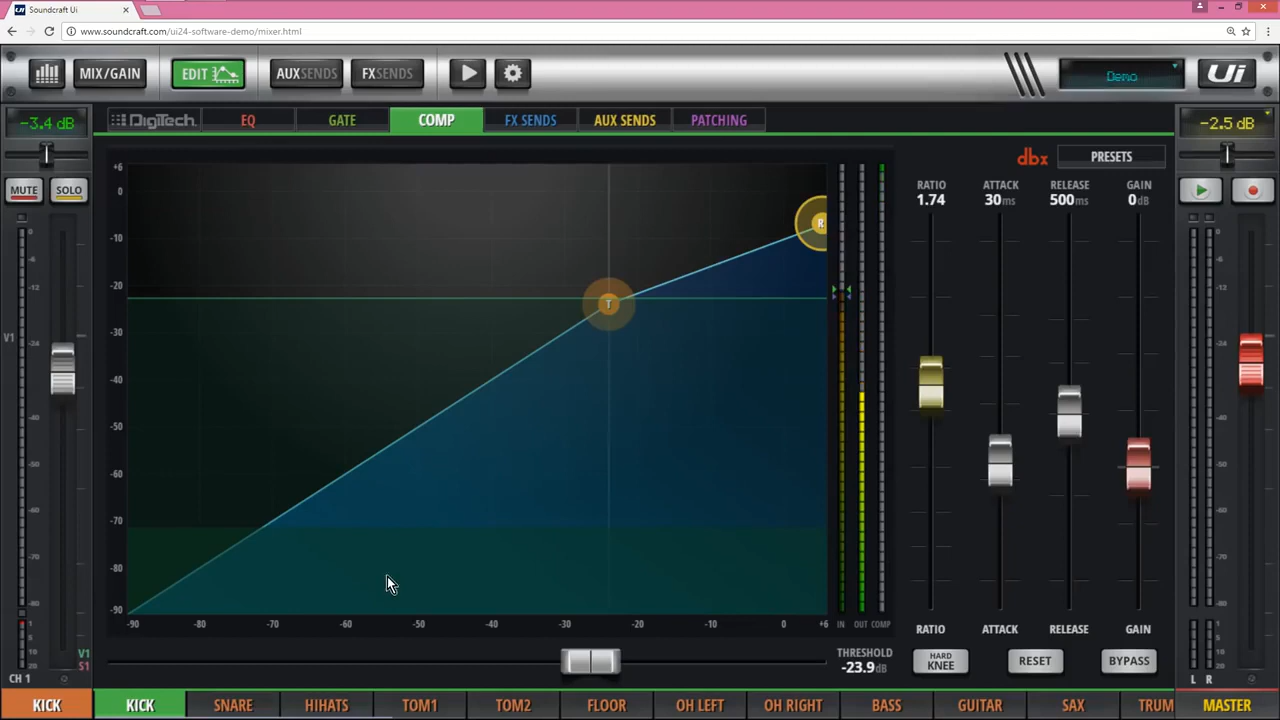 Soundcraft Ui
www.soundcraft.com/ui24-software-demo/mixer.html
MIX/GAIN
EDIT
AUXSENDS
FXSENDS
Demo
Ui
-3.4 dB
DigiTech
EQ
GATE
COMP
FX SENDS
AUX SENDS
PATCHING
-2.5 dB
MUTE
SOLO
dbx
PRESETS
RATIO
ATTACK
RELEASE
GAIN
1.74
30ms
500ms
0dB
+6
0
-10
-20
-30
-40
-50
-60
-70
-80
-90
R
T
-90
-80
-70
-60
-50
-40
-30
-20
-10
0
+6
IN
OUT
COMP
V1
V1
S1
CH 1
RATIO
ATTACK
RELEASE
GAIN
THRESHOLD
-23.9dB
HARD
KNEE
RESET
BYPASS
L
R
KICK
KICK
SNARE
HIHATS
TOM1
TOM2
FLOOR
OH LEFT
OH RIGHT
BASS
GUITAR
SAX
TRUM
MASTER